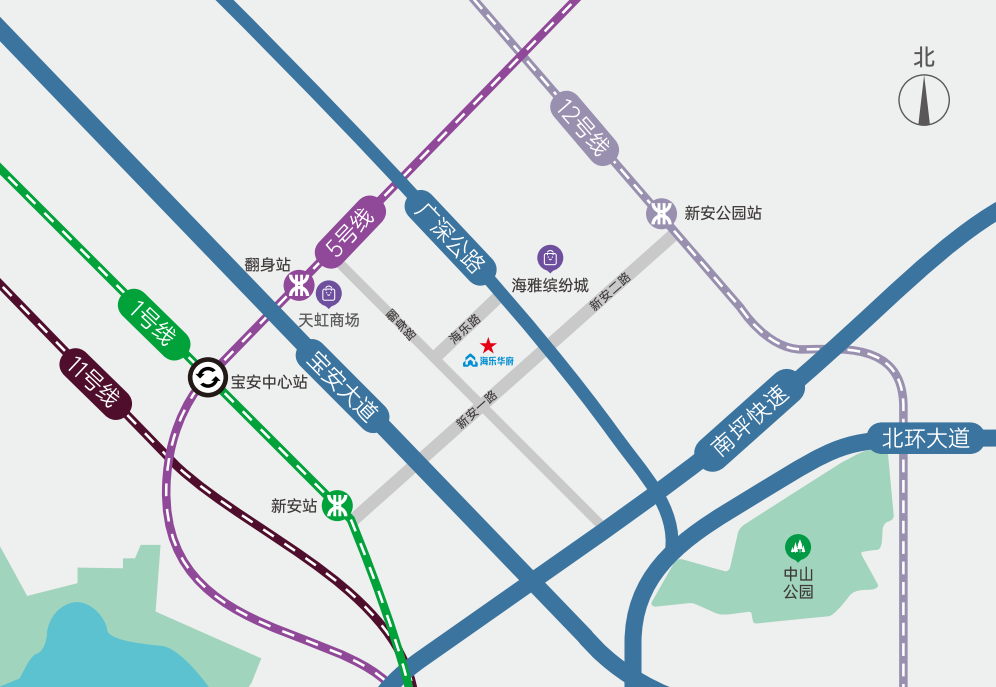 北
12号线
新安公园站
5号线
广深公路
翻身站
海雅缤纷城
天虹商场
新安二路
翻身路
海乐路
海乐华府
1号线
11号线
宝安中心站
宝安大道
新安一路
南坪快速
北环大道
新安站
中山
公园